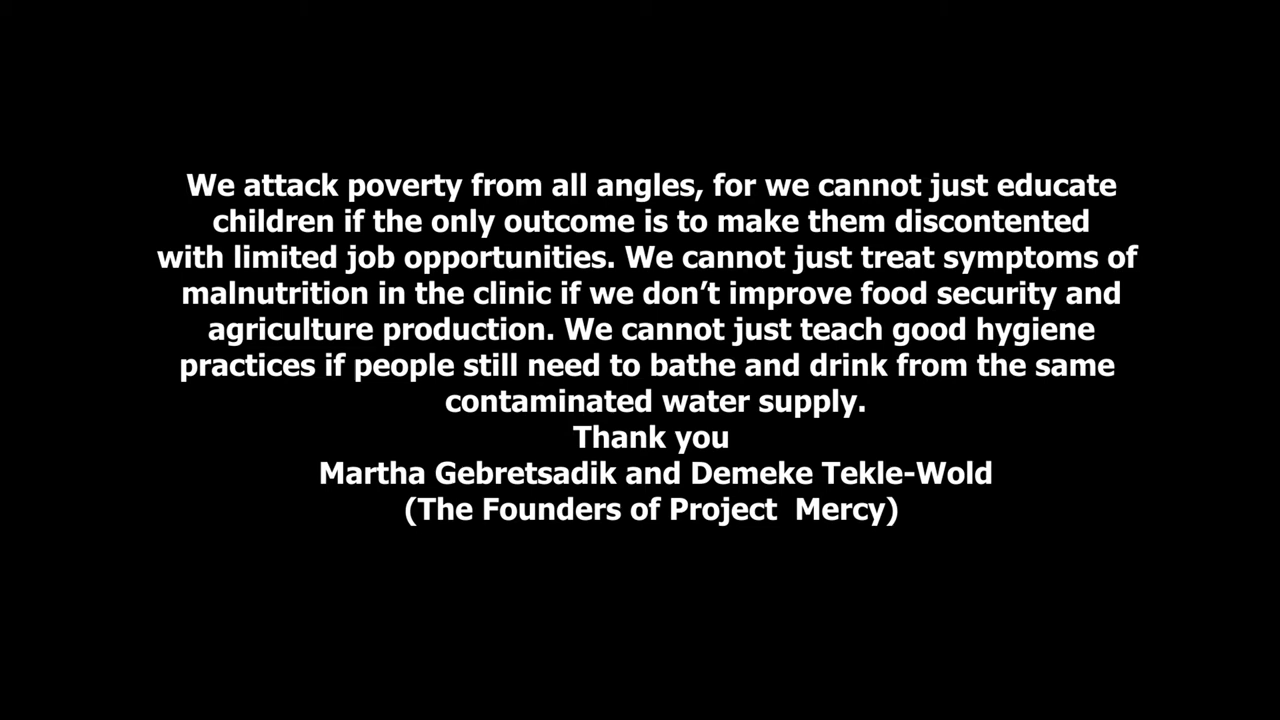 We attack poverty from all angles, for we cannot just educate
children if the only outcome is to make them discontented
with limited job opportunities. We cannot just treat symptoms of
malnutrition in the clinic if we don’t improve food security and
agriculture production. We cannot just teach good hygiene
practices if people still need to bathe and drink from the same
contaminated water supply.
Thank you
Martha Gebretsadik and Demeke Tekle-Wold
(The Founders of Project  Mercy)